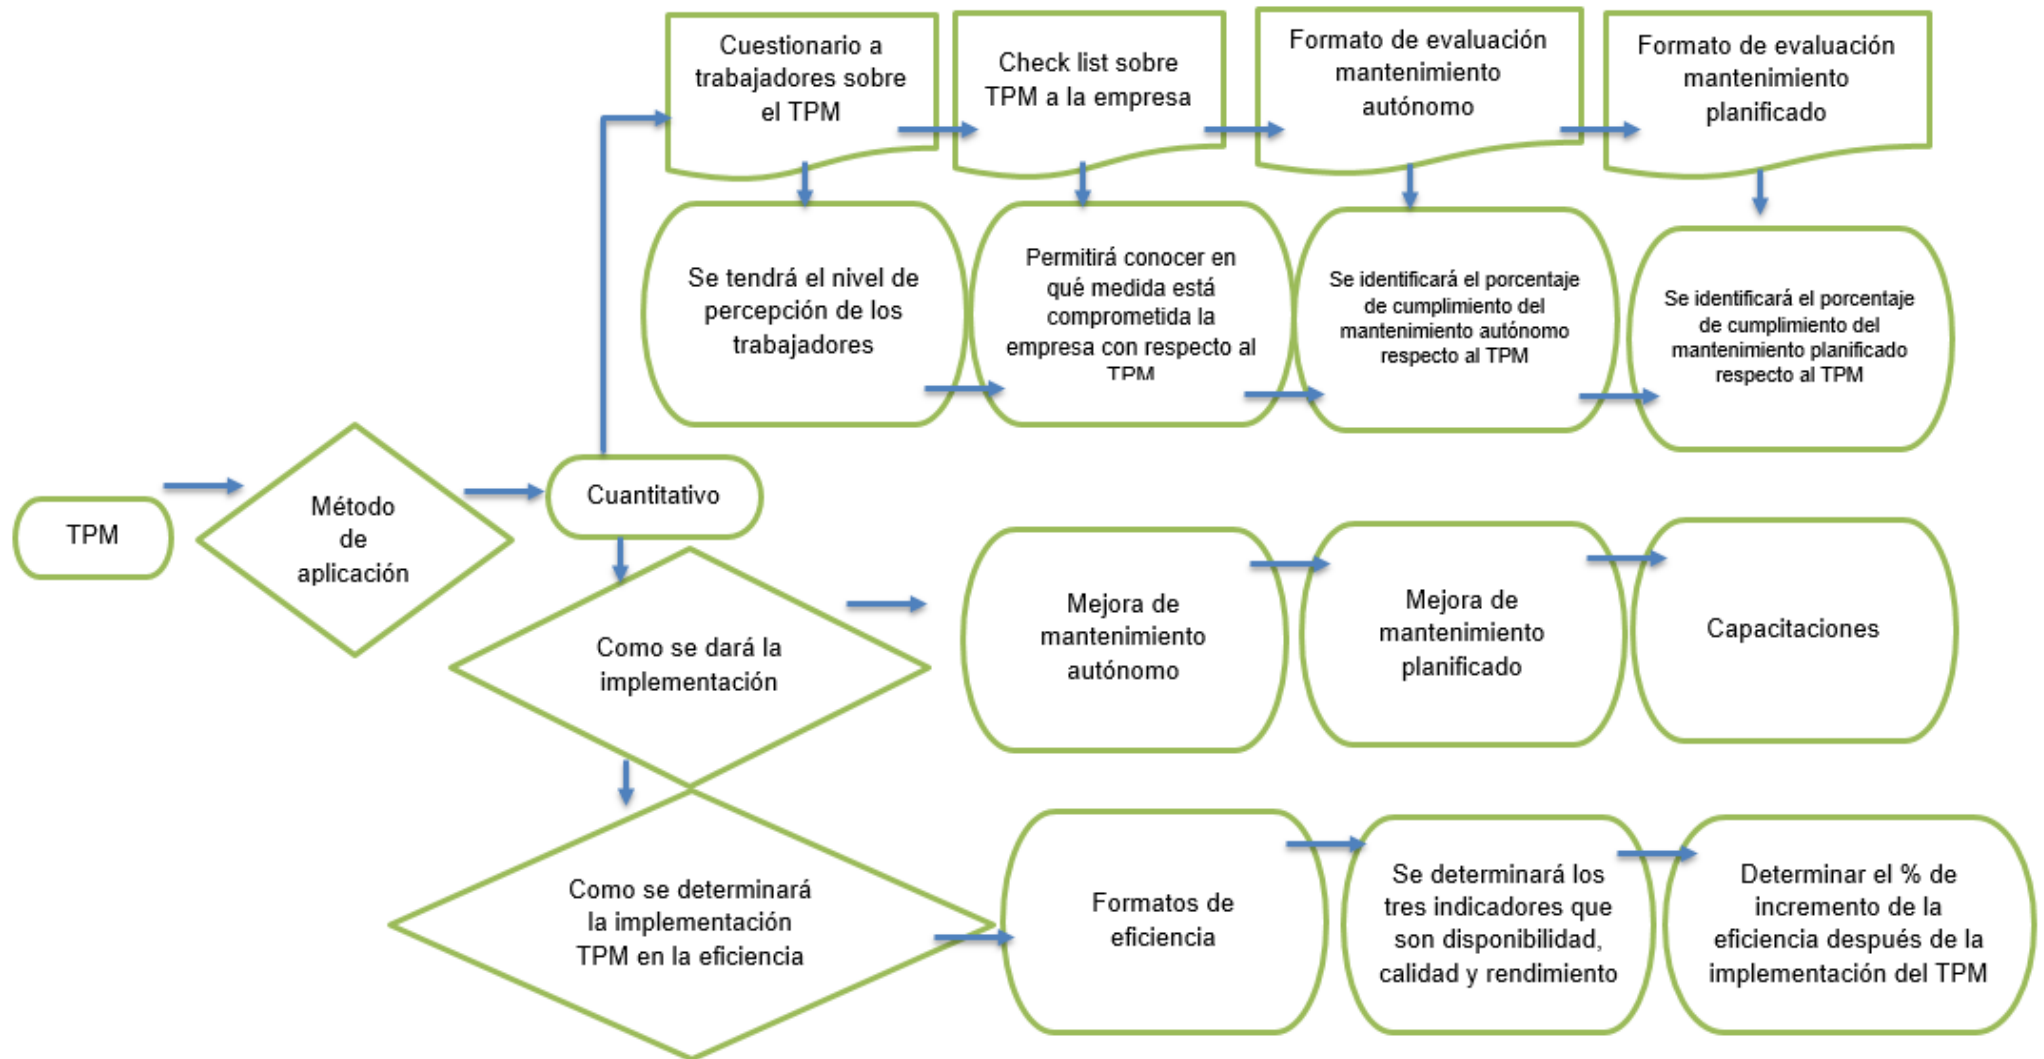 Cuestionario a
trabajadores sobre
el TPM
Check list sobre
TPM a la empresa
Formato de evaluación
mantenimiento
autónomo
Formato de evaluación
mantenimiento
planificado
Se tendrá el nivel de
percepción de los
trabajadores
Permitirá conocer en
qué medida está
comprometida la
empresa con respecto al
TPM
Se identificará el porcentaje
de cumplimiento del
mantenimiento autónomo
respecto al TPM
Se identificará el porcentaje
de cumplimiento del
mantenimiento planificado
respecto al TPM
TPM
Método
de
aplicación
Cuantitativo
Como se dará la
implementación
Mejora de
mantenimiento
autónomo
Mejora de
mantenimiento
planificado
Capacitaciones
Como se determinará
la implementación
TPM en la eficiencia
Formatos de
eficiencia
Se determinará los
tres indicadores que
son disponibilidad,
calidad y rendimiento
Determinar el % de
incremento de la
eficiencia después de la
implementación del TPM